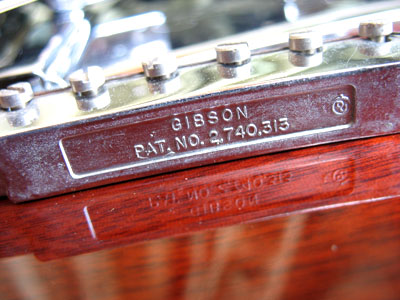 GIBSON ®
PAT. NO. 2,740,313